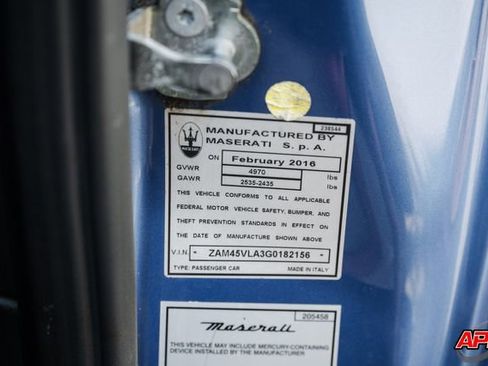 238544
MANUFACTURED BY
MASERATI S.p.A.
MASERATI
ON February 2016
GVWR 4970 lbs
GAWR 2535-2435 lbs
THIS VEHICLE CONFORMS TO ALL APPLICABLE
FEDERAL MOTOR VEHICLE SAFETY, BUMPER, AND
THEFT PREVENTION STANDARDS IN EFFECT ON
THE DATE OF MANUFACTURE SHOWN ABOVE
V.I.N. - ZAM45VLA3G0182156 -
TYPE: PASSENGER CAR MADE IN ITALY
205458
Maserati
THIS VEHICLE MAY INCLUDE MERCURY-CONTAINING
DEVICE INSTALLED BY THE MANUFACTURER